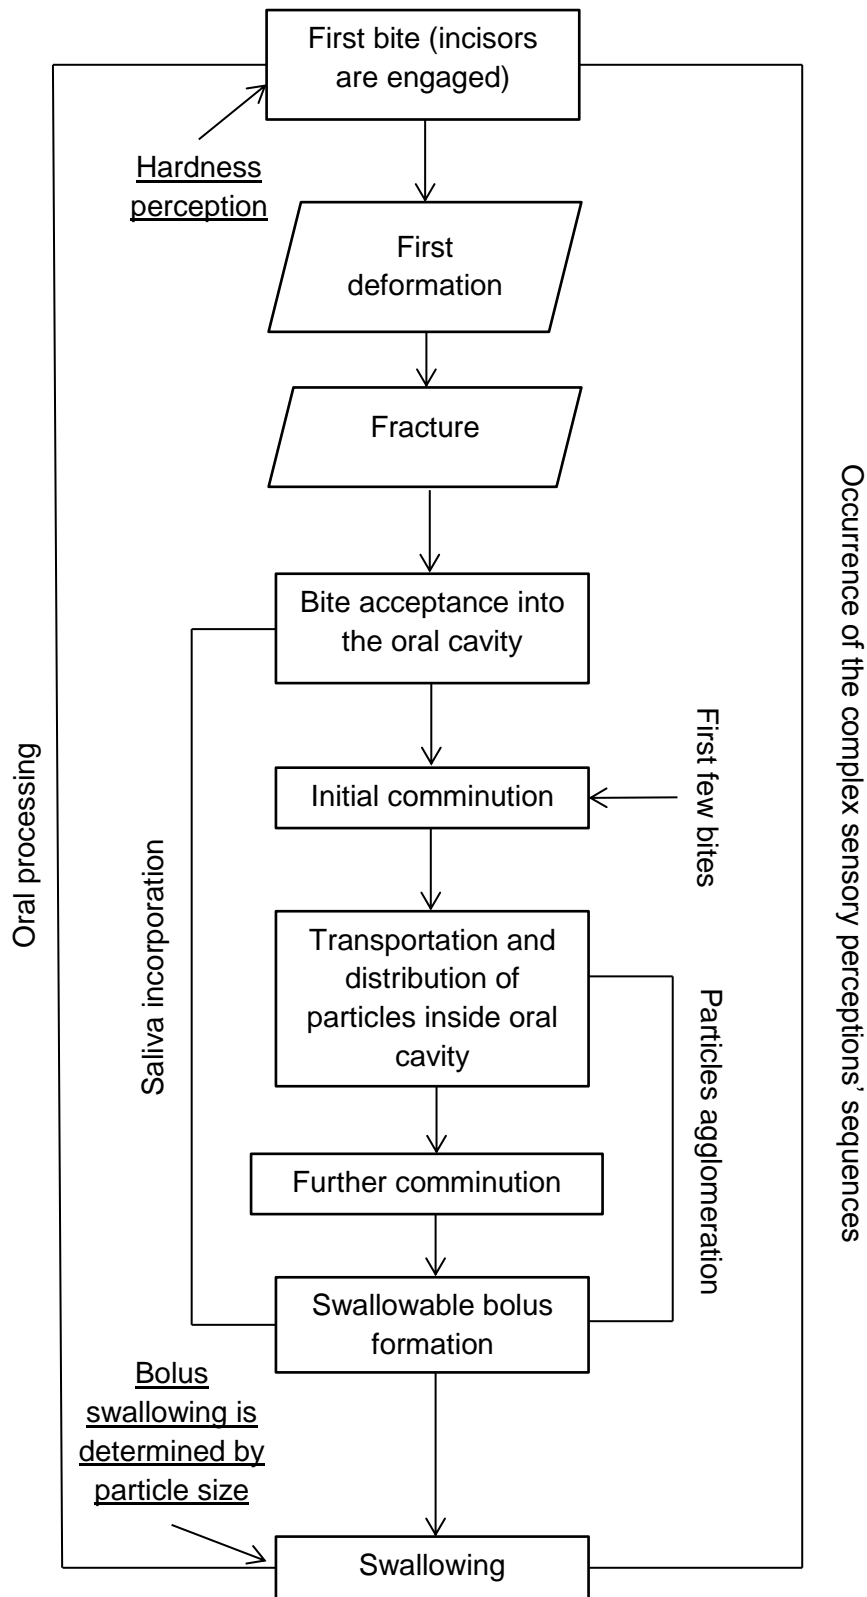 First bite (incisors
are engaged)
Hardness
perception
First
deformation
Fracture
Bite acceptance into
the oral cavity
First few bites
Initial comminution
Oral processing
Saliva incorporation
Occurrence of the complex sensory perceptions’ sequences
Transportation and
distribution of
particles inside oral
cavity
Particles agglomeration
Further comminution
Swallowable bolus
formation
Bolus
swallowing is
determined by
particle size
Swallowing